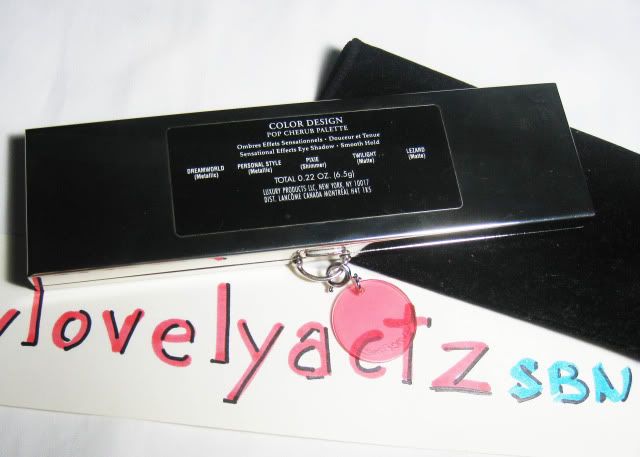 COLOR DESIGN
POP CHERUB PALETTE
Ombres Effets Sensationnels • Douceur et Tenue
Sensational Effects Eye Shadow • Smooth Hold
DREAMWORLD PERSONAL STYLE PIXIE TWILIGHT LEZARD
(Metallic) (Metallic) (Shimmer) (Matte) (Matte)
TOTAL 0.22 OZ. (6.5g)
LUXURY PRODUCTS LLC, NEW YORK, NY 10017
DIST. LANCÔME CANADA MONTRÉAL H4T 1K5
ylovelyactz SBN